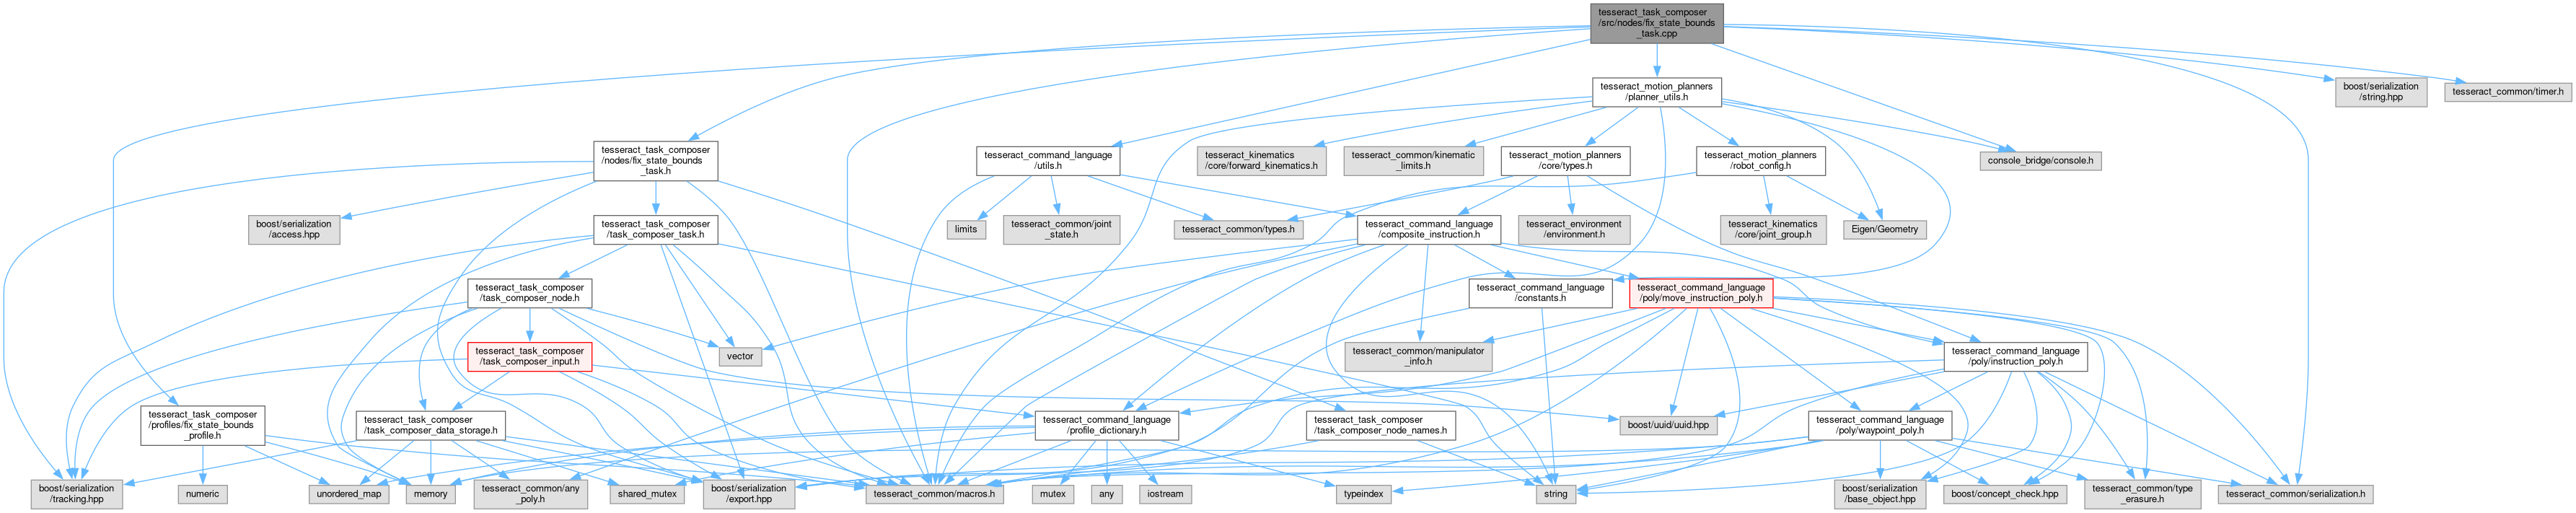 tesseract_task_composer
/src/nodes/fix_state_bounds
_task.cpp
tesseract_motion_planners
/planner_utils.h
boost/serialization
/string.hpp
tesseract_common/timer.h
tesseract_task_composer
/nodes/fix_state_bounds
_task.h
tesseract_command_language
/utils.h
tesseract_kinematics
/core/forward_kinematics.h
tesseract_common/kinematic
_limits.h
tesseract_motion_planners
/core/types.h
tesseract_motion_planners
/robot_config.h
console_bridge/console.h
boost/serialization
/access.hpp
tesseract_task_composer
/task_composer_task.h
limits
tesseract_common/joint
_state.h
tesseract_common/types.h
tesseract_command_language
/composite_instruction.h
tesseract_environment
/environment.h
tesseract_kinematics
/core/joint_group.h
Eigen/Geometry
tesseract_task_composer
/task_composer_node.h
tesseract_command_language
/constants.h
tesseract_command_language
/poly/move_instruction_poly.h
tesseract_task_composer
/task_composer_input.h
vector
tesseract_common/manipulator
_info.h
tesseract_command_language
/poly/instruction_poly.h
tesseract_task_composer
/profiles/fix_state_bounds
_profile.h
tesseract_task_composer
/task_composer_data_storage.h
tesseract_command_language
/profile_dictionary.h
tesseract_task_composer
/task_composer_node_names.h
boost/uuid/uuid.hpp
tesseract_command_language
/poly/waypoint_poly.h
boost/serialization
/tracking.hpp
numeric
unordered_map
memory
tesseract_common/any
_poly.h
shared_mutex
boost/serialization
/export.hpp
tesseract_common/macros.h
mutex
any
iostream
typeindex
string
boost/serialization
/base_object.hpp
boost/concept_check.hpp
tesseract_common/type
_erasure.h
tesseract_common/serialization.h